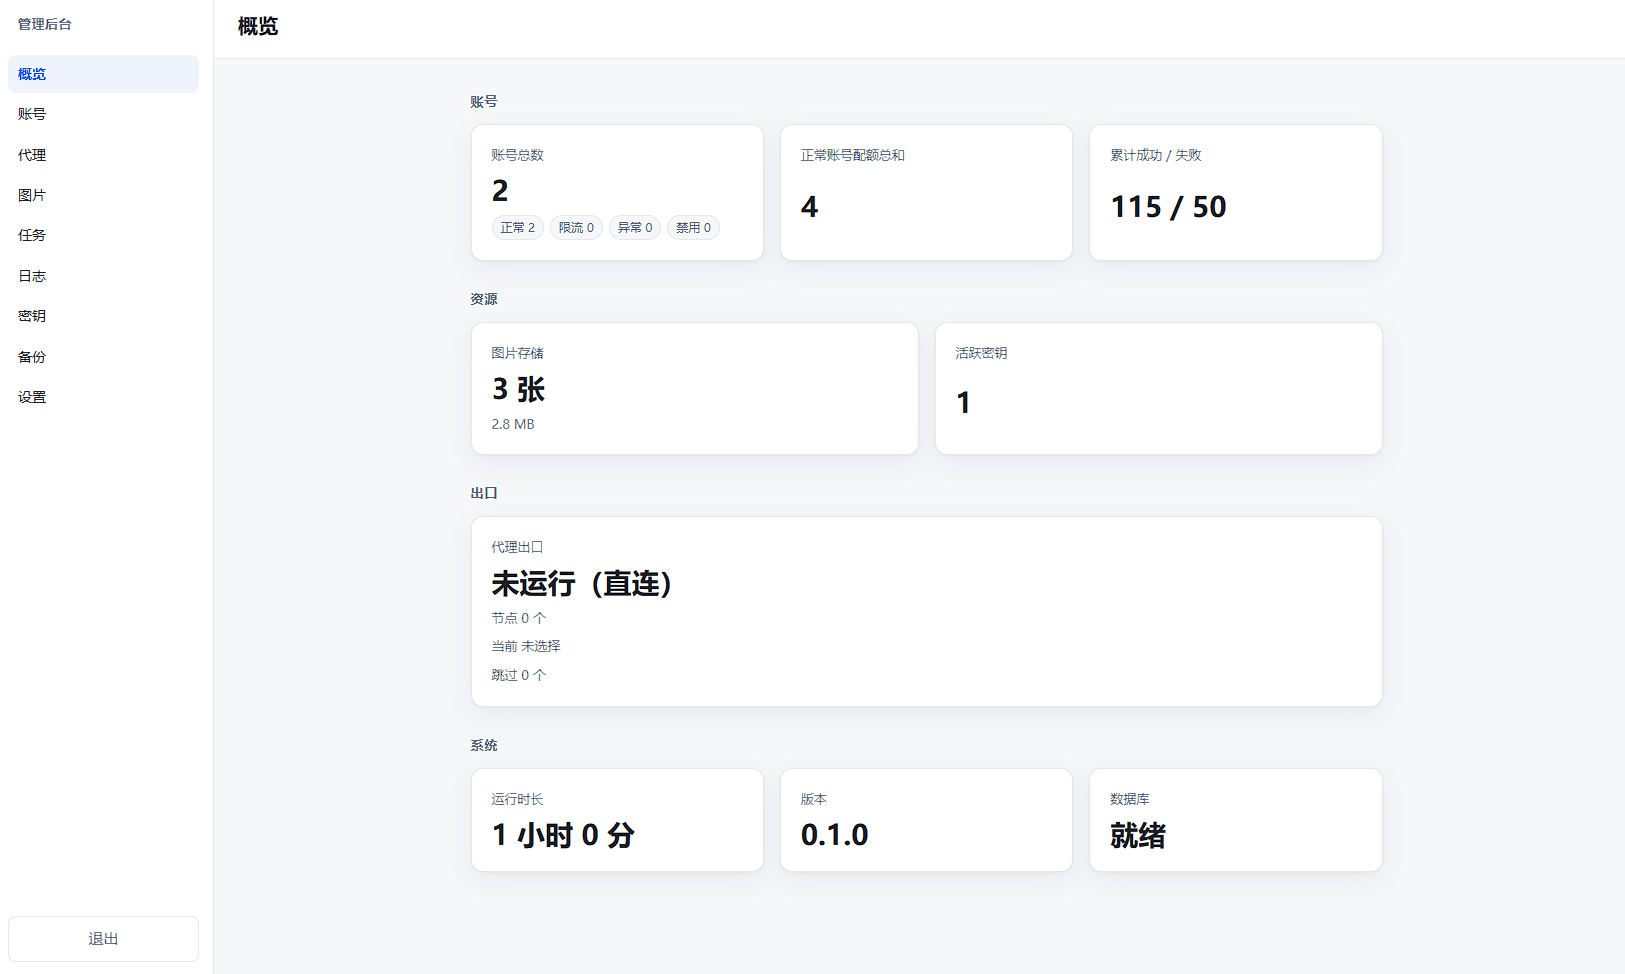 管理后台
概览
账号
代理
图片
任务
日志
密钥
备份
设置
退出
概览
账号
账号总数
2
正常 2 限流 0 异常 0 禁用 0
正常账号配额总和
4
累计成功 / 失败
115 / 50
资源
图片存储
3 张
2.8 MB
活跃密钥
1
出口
代理出口
未运行（直连）
节点 0 个
当前 未选择
跳过 0 个
系统
运行时长
1 小时 0 分
版本
0.1.0
数据库
就绪